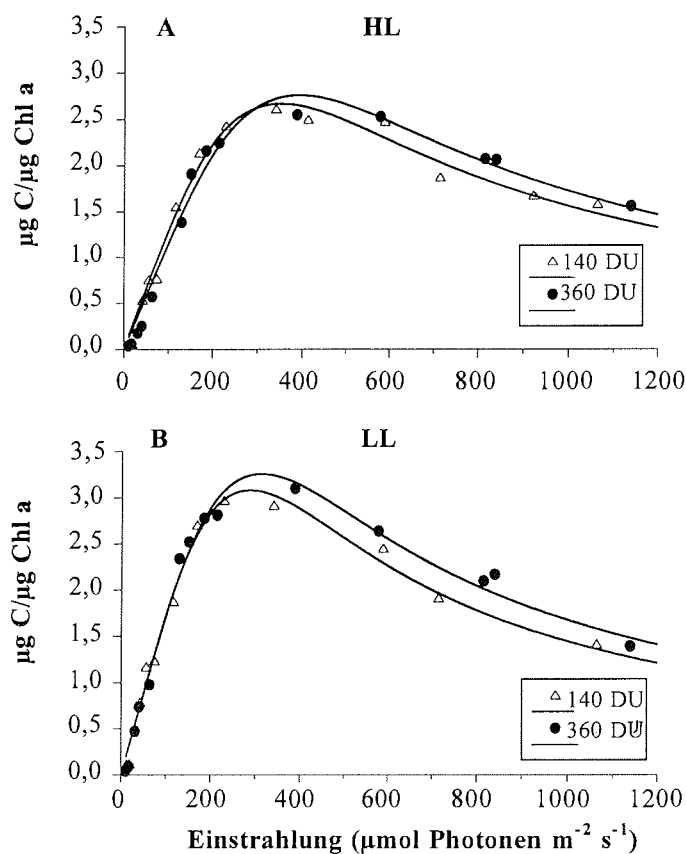 A HL
µg C/µg Chl a
3,5
3,0
2,5
2,0
1,5
1,0
0,5
0,0
140 DU
360 DU
0 200 400 600 800 1000 1200
B LL
µg C/µg Chl a
3,5
3,0
2,5
2,0
1,5
1,0
0,5
0,0
140 DU
360 DU
0 200 400 600 800 1000 1200
Einstrahlung (µmol Photonen m⁻² s⁻¹)